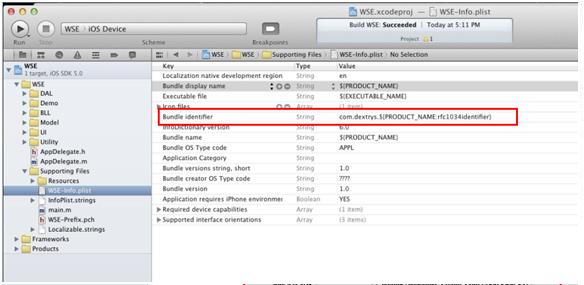 WSE.xcodeproj — WSE-Info.plist
WSE
iOS Device
Build WSE: Succeeded | Today at 5:11 PM
Project 1
Run
Stop
Scheme
Breakpoints
WSE
WSE
Supporting Files
WSE-Info.plist
No Selection
WSE
1 target, iOS SDK 5.0
WSE
DAL
Demo
BLL
Model
UI
Utility
AppDelegate.h
AppDelegate.m
Supporting Files
Resources
WSE-Info.plist
InfoPlist.strings
main.m
WSE-Prefix.pch
Localizable.strings
Frameworks
Products
Key Type Value
Localization native development region String en
Bundle display name String ${PRODUCT_NAME}
Executable file String ${EXECUTABLE_NAME}
Icon files Array (1 item)
Bundle identifier String com.dextrys.${PRODUCT_NAME:rfc1034identifier}
InfoDictionary version String 6.0
Bundle name String ${PRODUCT_NAME}
Bundle OS Type code String APPL
Application Category String
Bundle versions string, short String 1.0
Bundle creator OS Type code String ????
Bundle version String 1.0
Application requires iPhone environmen Boolean YES
Required device capabilities Array (1 item)
Supported interface orientations Array (3 items)